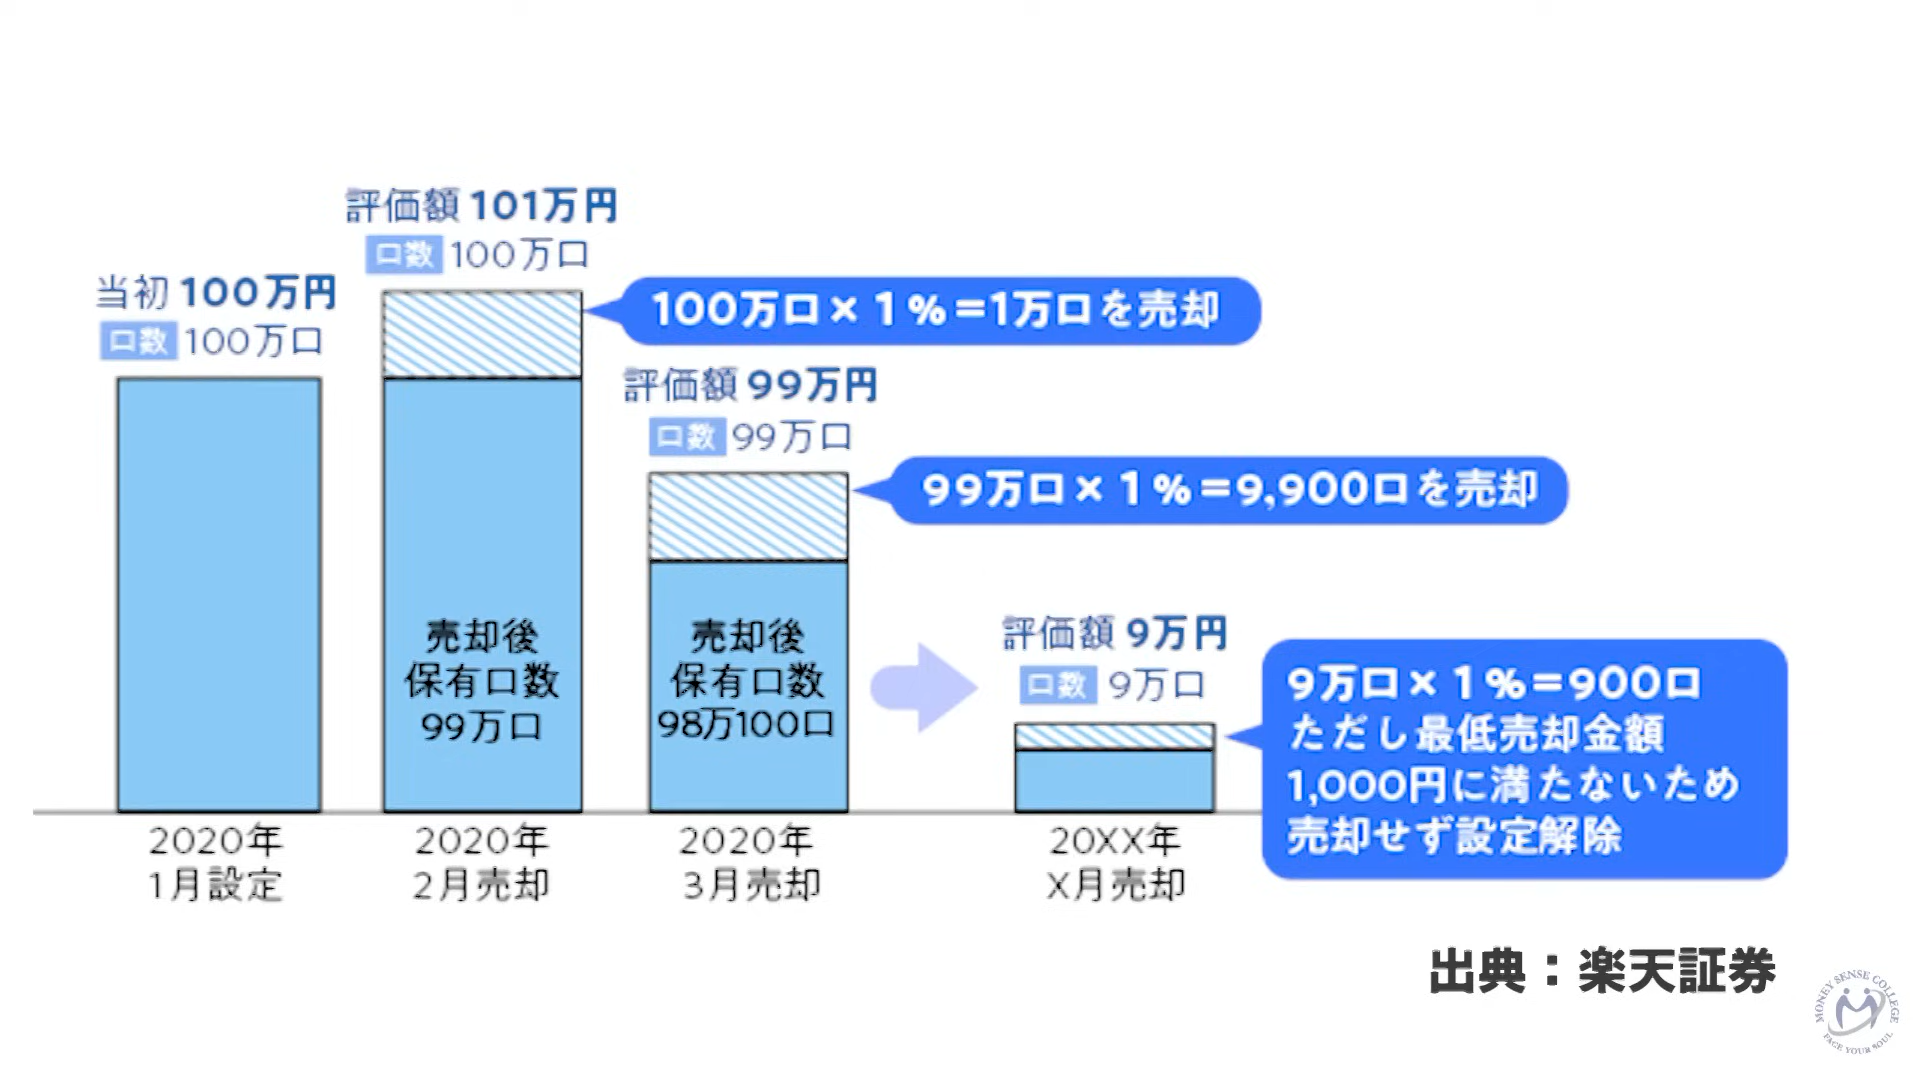 当初 100万円
口数 100万口
評価額 101万円
口数 100万口
100万口×1%=1万口を売却
評価額 99万円
口数 99万口
99万口×1%=9,900口を売却
売却後
保有口数
99万口
売却後
保有口数
98万100口
評価額 9万円
口数 9万口
9万口×1%=900口
ただし最低売却金額
1,000円に満たないため
売却せず設定解除
2020年
1月設定
2020年
2月売却
2020年
3月売却
20XX年
X月売却
出典：楽天証券
MONEY SENSE COLLEGE
FACE YOUR SOUL